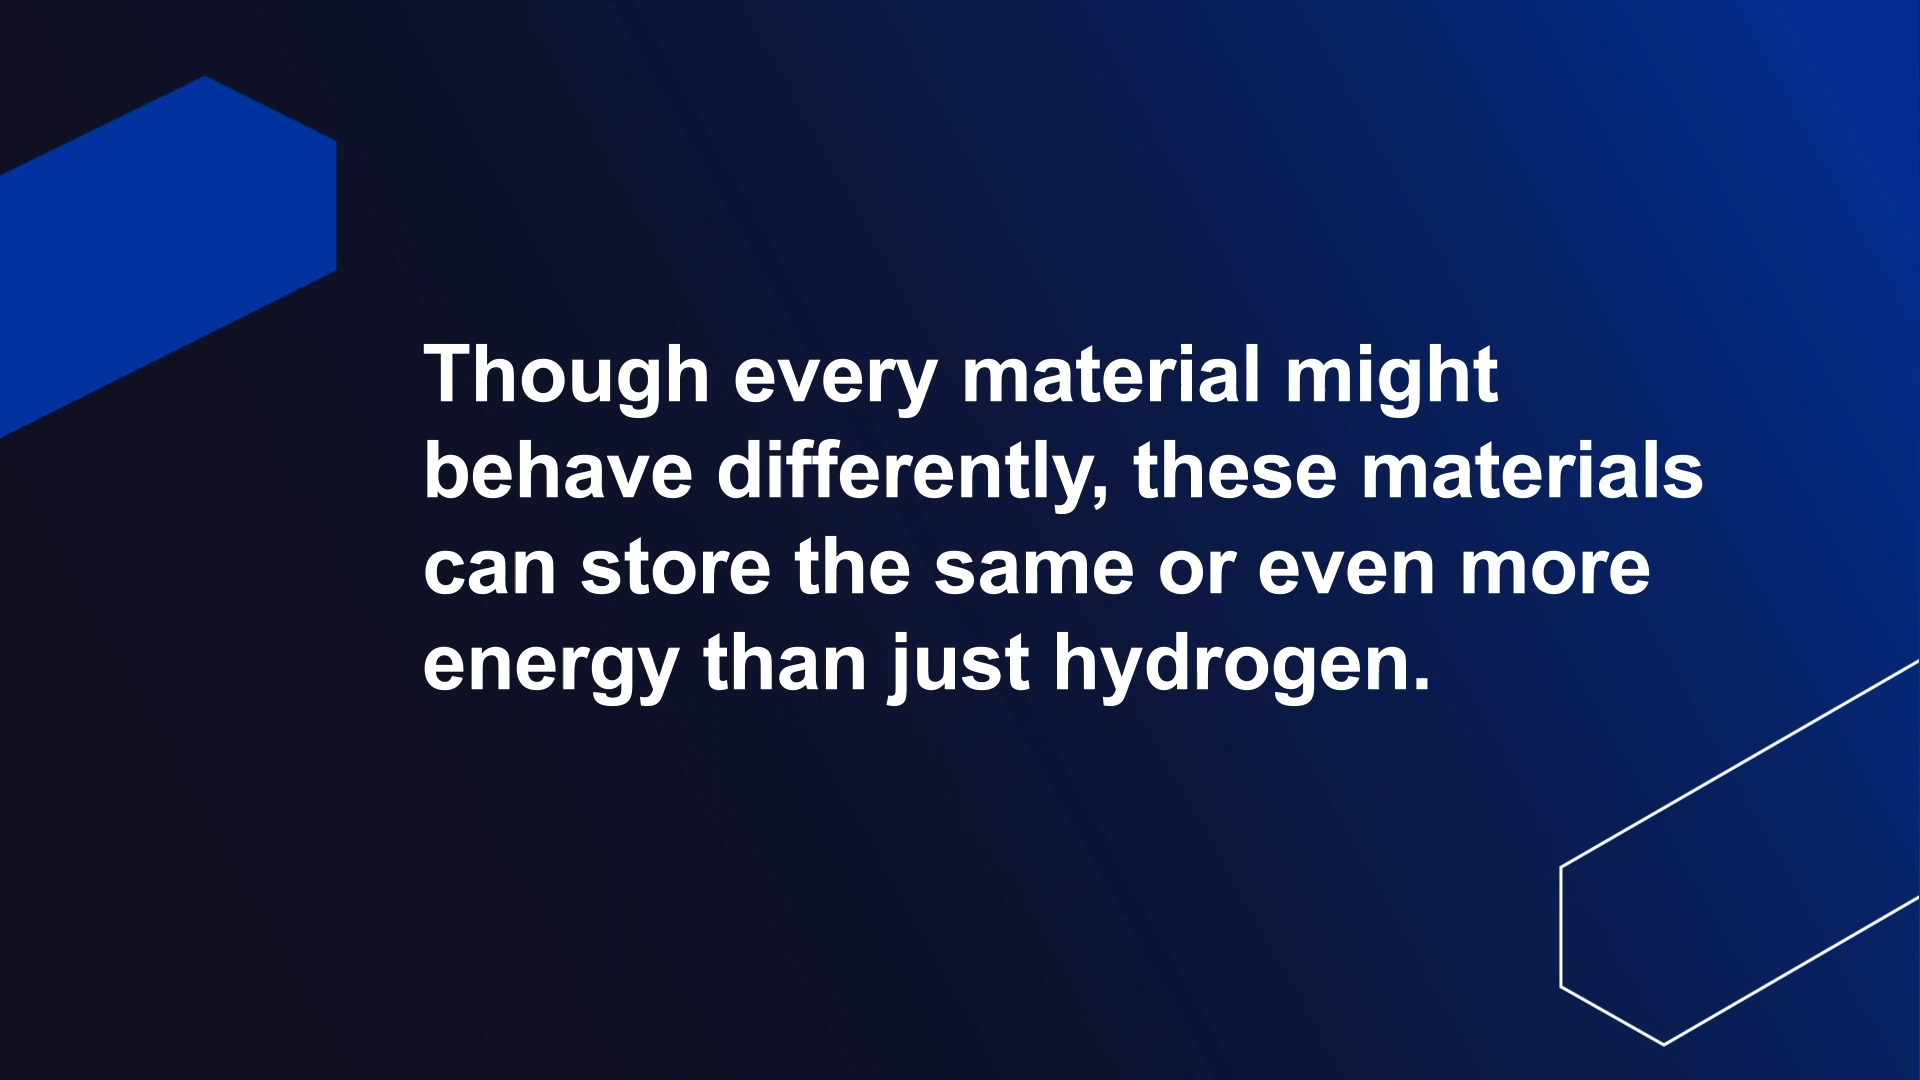 Though every material might
behave differently, these materials
can store the same or even more
energy than just hydrogen.